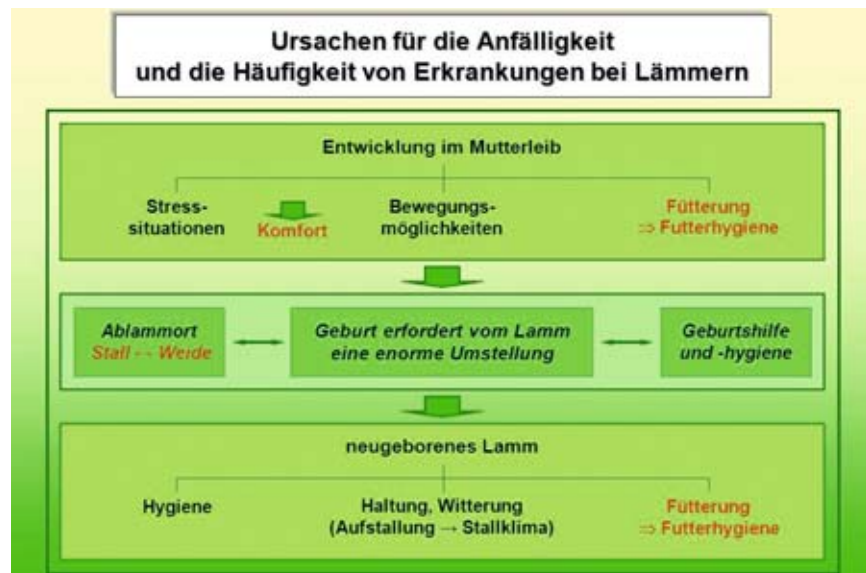 Ursachen für die Anfälligkeit
und die Häufigkeit von Erkrankungen bei Lämmern
Entwicklung im Mutterleib
Stress-
situationen
Komfort
Bewegungs-
möglichkeiten
Fütterung
⇒ Futterhygiene
Ablammort
Stall ↔ Weide
Geburt erfordert vom Lamm
eine enorme Umstellung
Geburtshilfe
und -hygiene
neugeborenes Lamm
Hygiene
Haltung, Witterung
(Aufstallung → Stallklima)
Fütterung
⇒ Futterhygiene